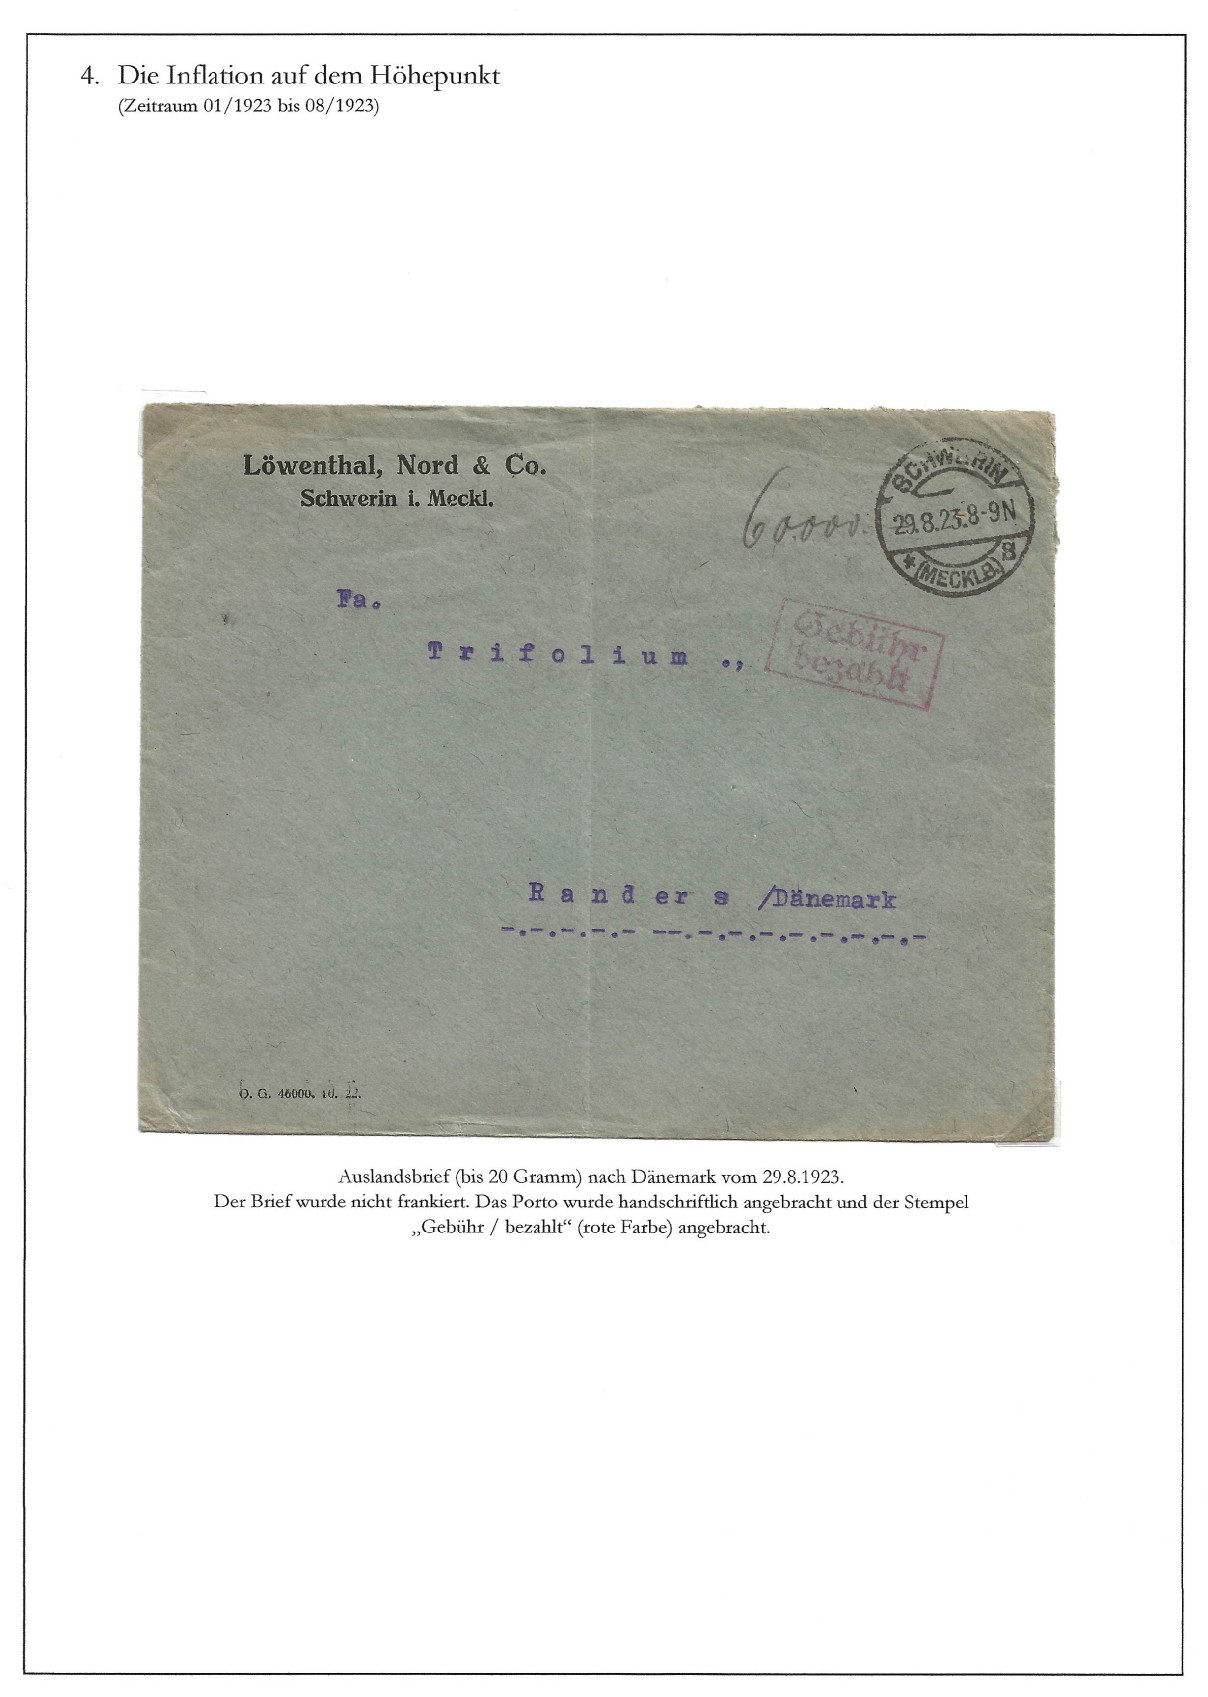 4. Die Inflation auf dem Höhepunkt
(Zeitraum 01/1923 bis 08/1923)
Löwenthal, Nord & Co.
Schwerin i. Meckl.
60.000.
SCHWERIN
29.8.23.8-9N
* (MECKLB.) 8
Fa.
Trifolium .,
Gebühr
bezahlt
Randers /Dänemark
-.-.-.-.- --.-.-.-.-.-.-.-.-
O. G. 46000. 10. 22.
Auslandsbrief (bis 20 Gramm) nach Dänemark vom 29.8.1923.
Der Brief wurde nicht frankiert. Das Porto wurde handschriftlich angebracht und der Stempel
„Gebühr / bezahlt“ (rote Farbe) angebracht.